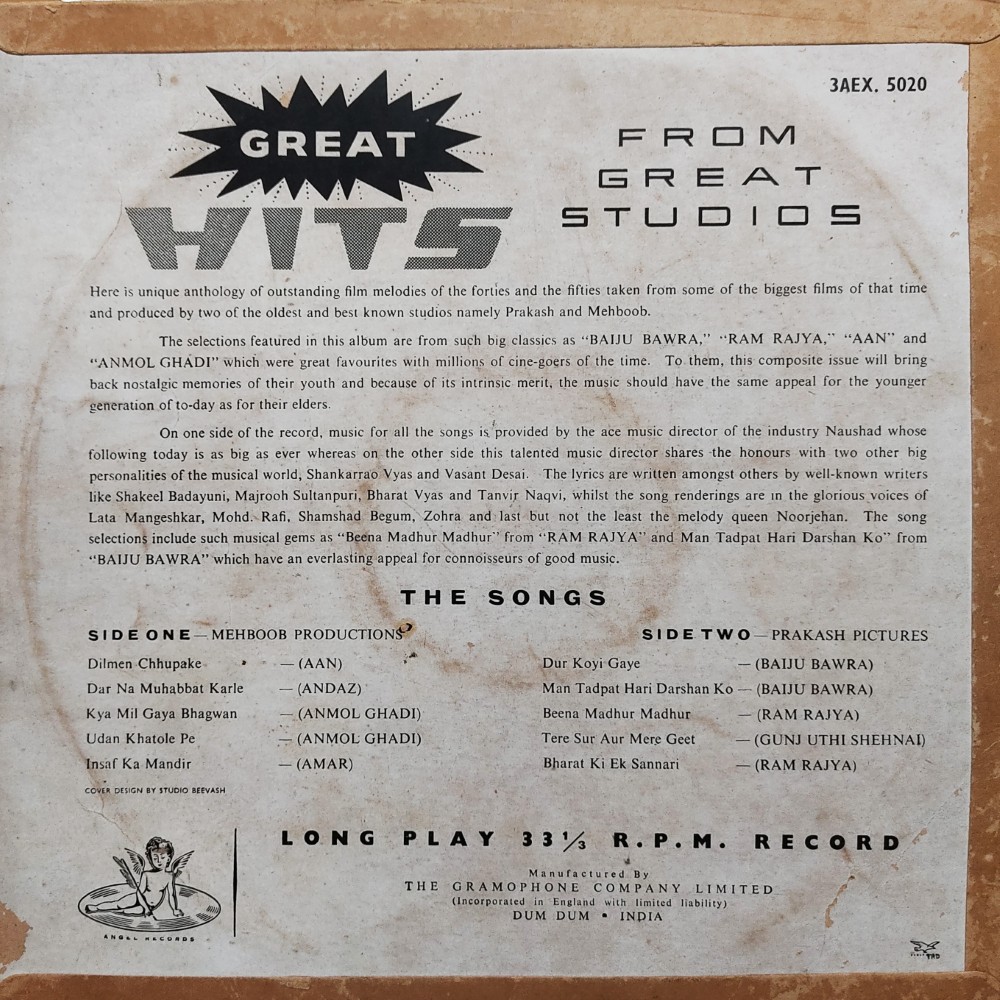 3AEX. 5020
GREAT
HITS
FROM
GREAT
STUDIOS
Here is unique anthology of outstanding film melodies of the forties and the fifties taken from some of the biggest films of that time
and produced by two of the oldest and best known studios namely Prakash and Mehboob.
The selections featured in this album are from such big classics as “BAIJU BAWRA,” “RAM RAJYA,” “AAN” and
“ANMOL GHADI” which were great favourites with millions of cine-goers of the time. To them, this composite issue will bring
back nostalgic memories of their youth and because of its intrinsic merit, the music should have the same appeal for the younger
generation of to-day as for their elders.
On one side of the record, music for all the songs is provided by the ace music director of the industry Naushad whose
following today is as big as ever whereas on the other side this talented music director shares the honours with two other big
personalities of the musical world, Shankarrao Vyas and Vasant Desai. The lyrics are written amongst others by well-known writers
like Shakeel Badayuni, Majrooh Sultanpuri, Bharat Vyas and Tanvir Naqvi, whilst the song renderings are in the glorious voices of
Lata Mangeshkar, Mohd. Rafi, Shamshad Begum, Zohra and last but not the least the melody queen Noorjehan. The song
selections include such musical gems as “Beena Madhur Madhur” from “RAM RAJYA” and Man Tadpat Hari Darshan Ko” from
“BAIJU BAWRA” which have an everlasting appeal for connoisseurs of good music.
THE SONGS
SIDE ONE — MEHBOOB PRODUCTIONS
Dilmen Chhupake — (AAN)
Dar Na Muhabbat Karle — (ANDAZ)
Kya Mil Gaya Bhagwan — (ANMOL GHADI)
Udan Khatole Pe — (ANMOL GHADI)
Insaf Ka Mandir — (AMAR)
COVER DESIGN BY STUDIO BEEVASH
SIDE TWO — PRAKASH PICTURES
Dur Koyi Gaye — (BAIJU BAWRA)
Man Tadpat Hari Darshan Ko — (BAIJU BAWRA)
Beena Madhur Madhur — (RAM RAJYA)
Tere Sur Aur Mere Geet — (GUNJ UTHI SHEHNAI)
Bharat Ki Ek Sannari — (RAM RAJYA)
ANGEL RECORDS
LONG PLAY 33⅓ R.P.M. RECORD
Manufactured By
THE GRAMOPHONE COMPANY LIMITED
(Incorporated in England with limited liability)
DUM DUM • INDIA